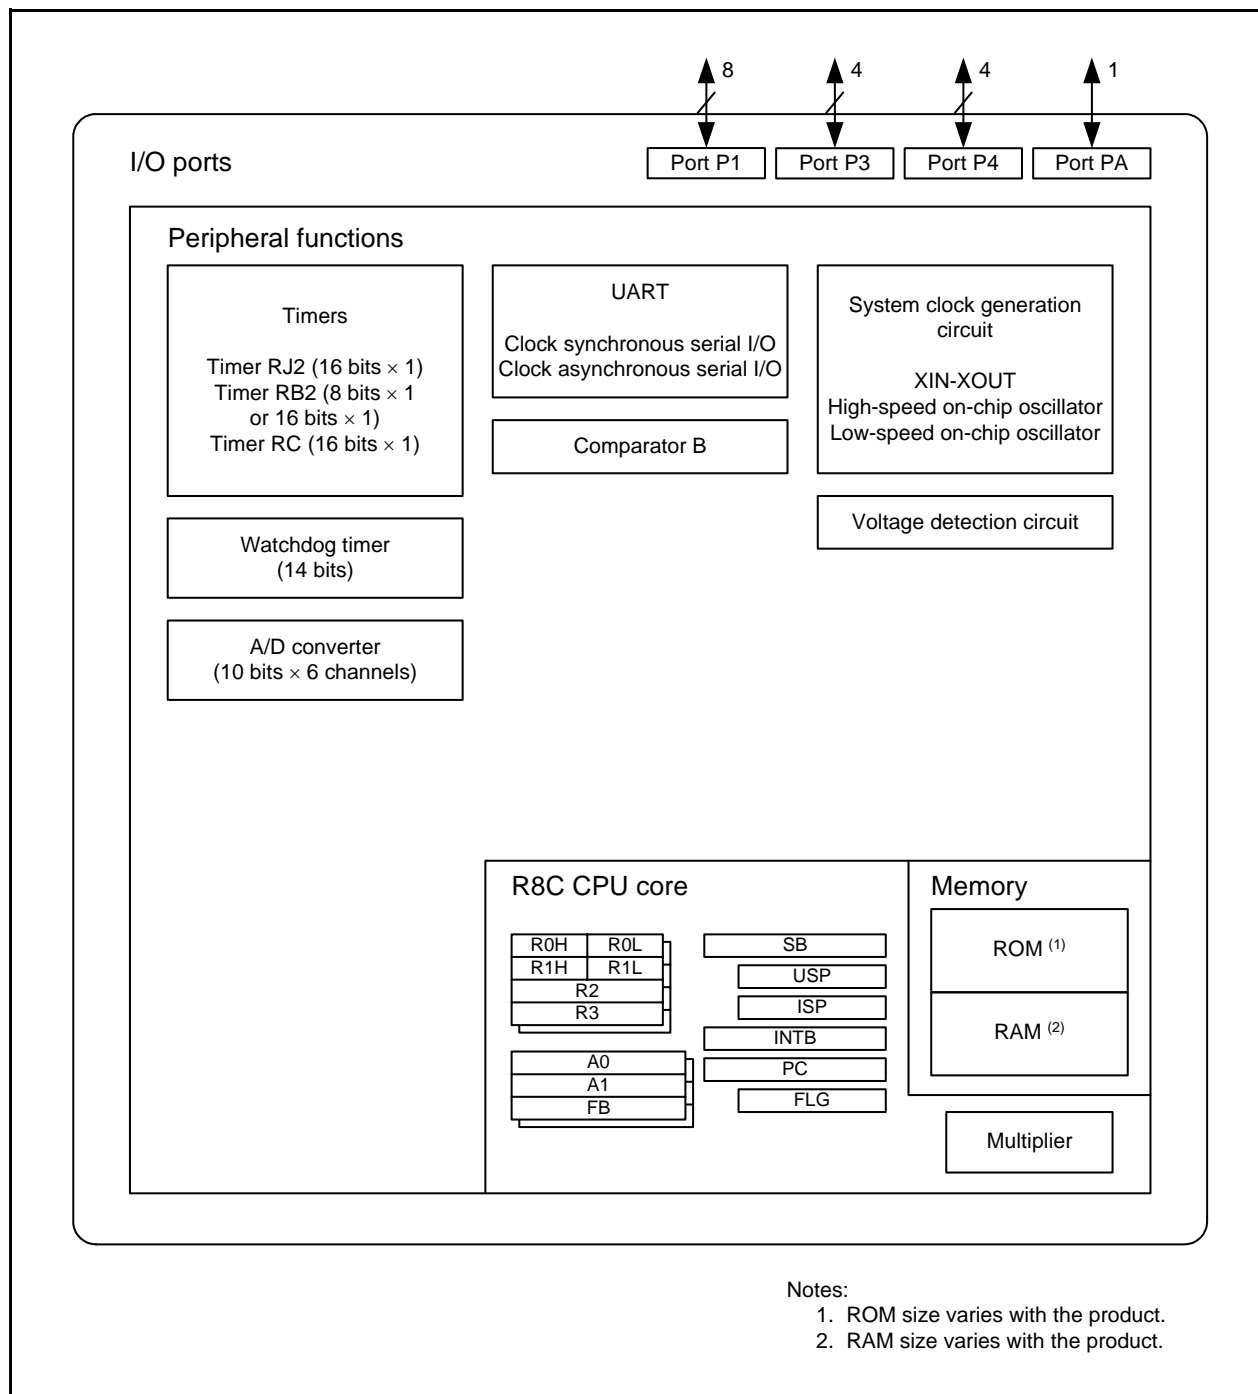 8
4
4
1
I/O ports
Port P1
Port P3
Port P4
Port PA
Peripheral functions
Timers
Timer RJ2 (16 bits × 1)
Timer RB2 (8 bits × 1
or 16 bits × 1)
Timer RC (16 bits × 1)
Watchdog timer
(14 bits)
A/D converter
(10 bits × 6 channels)
UART
Clock synchronous serial I/O
Clock asynchronous serial I/O
Comparator B
System clock generation
circuit
XIN-XOUT
High-speed on-chip oscillator
Low-speed on-chip oscillator
Voltage detection circuit
R8C CPU core
R0H R0L
R1H R1L
R2
R3
A0
A1
FB
SB
USP
ISP
INTB
PC
FLG
Memory
ROM (1)
RAM (2)
Multiplier
Notes:
1. ROM size varies with the product.
2. RAM size varies with the product.